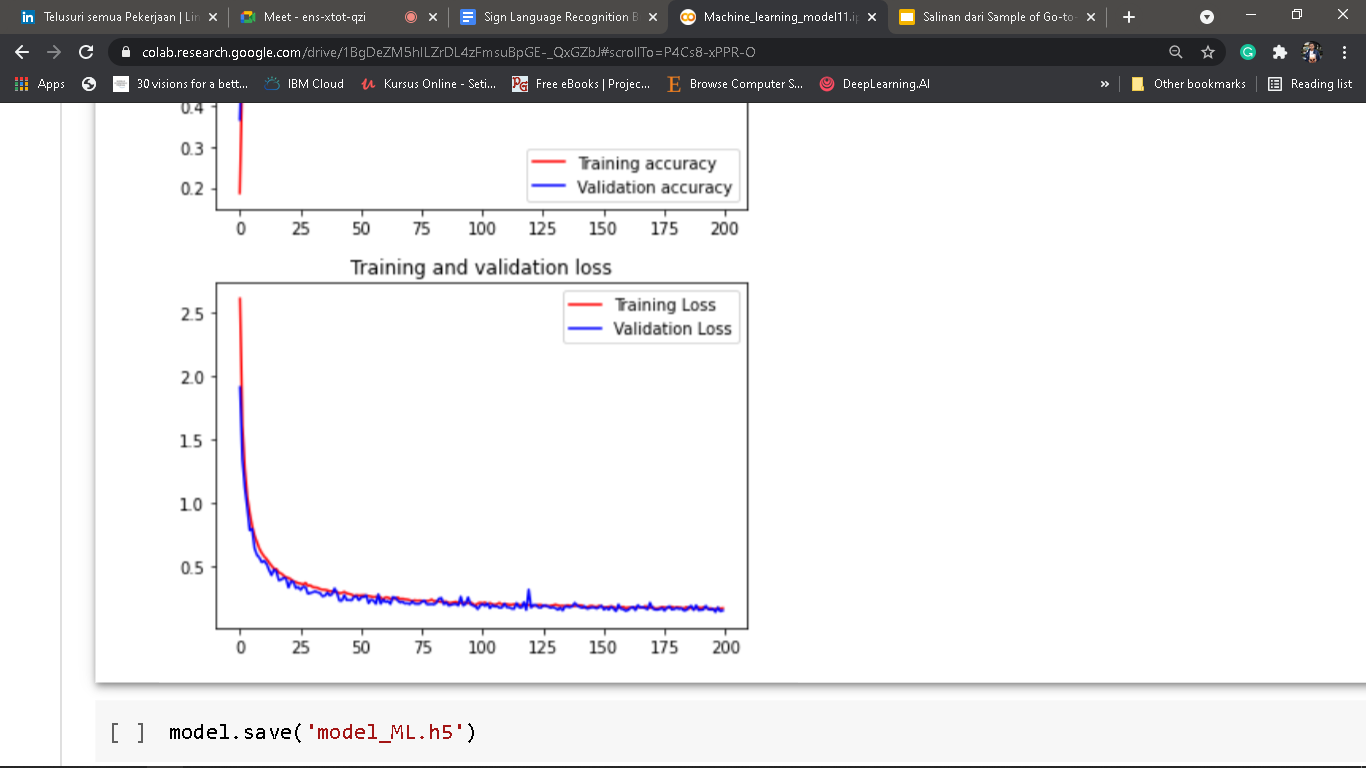 Telusuri semua Pekerjaan | Lin
Meet - ens-xtot-qzi
Sign Language Recognition B
Machine_learning_model11.ip
Salinan dari Sample of Go-to-
colab.research.google.com/drive/1BgDeZM5hILZrDL4zFmsuBpGE-_QxGZbJ#scrollTo=P4Cs8-xPPR-O
Apps
30 visions for a bett...
IBM Cloud
Kursus Online - Seti...
Free eBooks | Projec...
Browse Computer S...
DeepLearning.AI
»
Other bookmarks
Reading list
0.4
0.3
0.2
Training accuracy
Validation accuracy
0 25 50 75 100 125 150 175 200
Training and validation loss
2.5
2.0
1.5
1.0
0.5
Training Loss
Validation Loss
0 25 50 75 100 125 150 175 200
[ ] model.save('model_ML.h5')